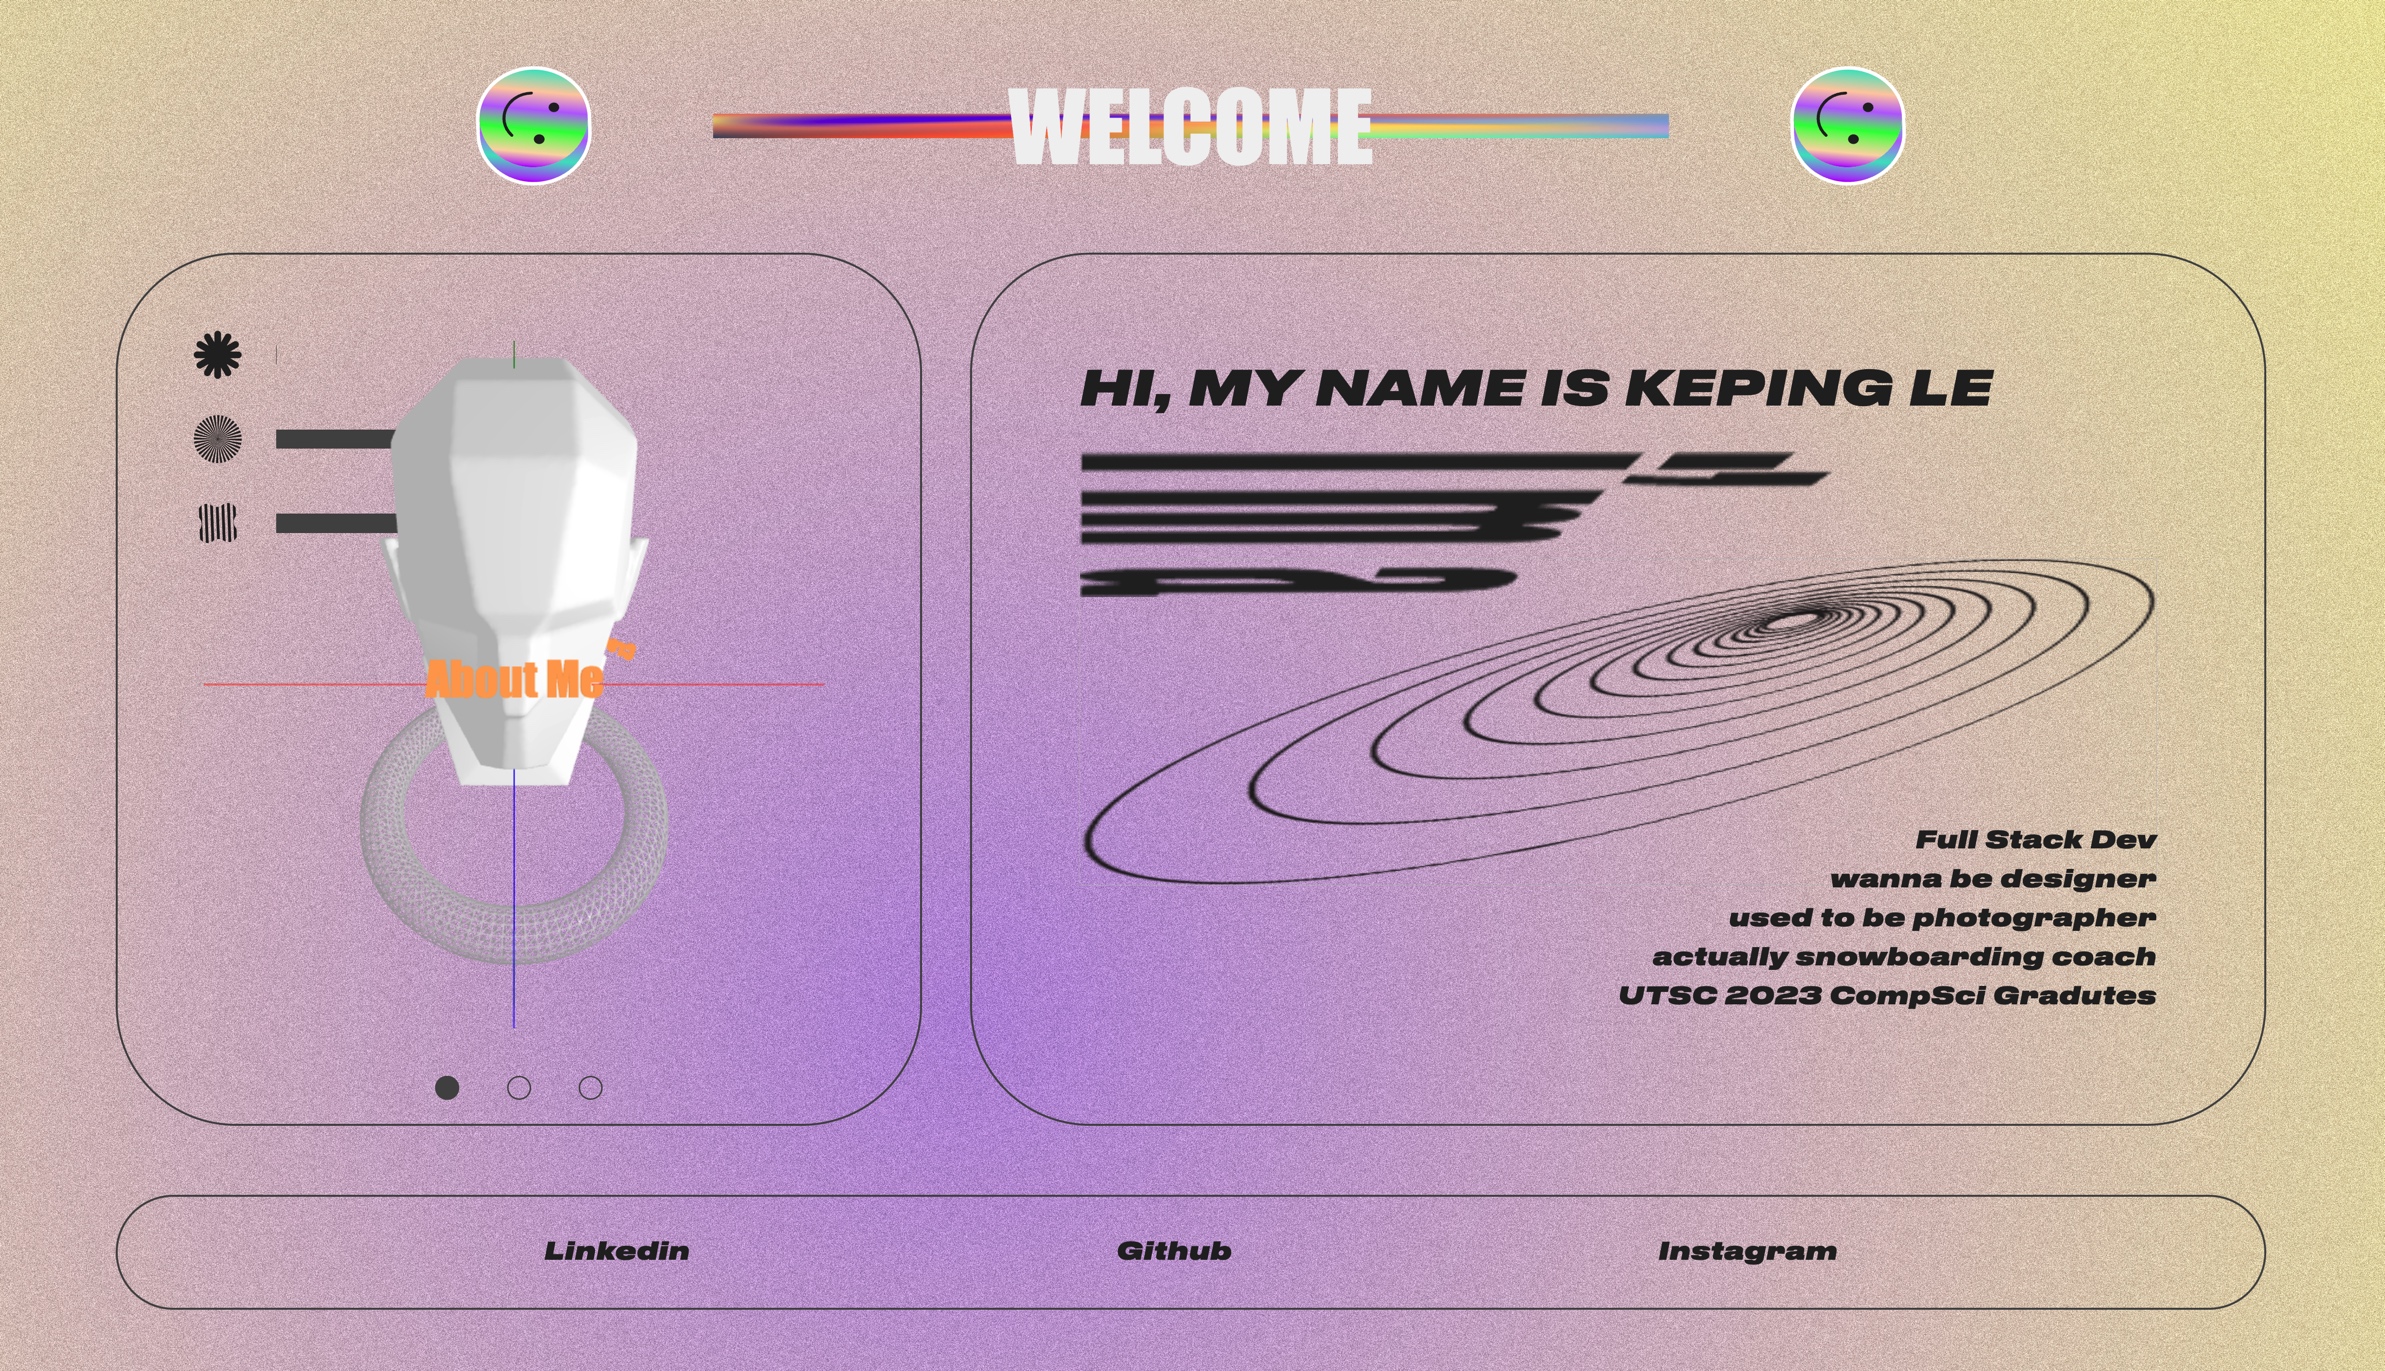 WELCOME
About Me
HI, MY NAME IS KEPING LE
Full Stack Dev
wanna be designer
used to be photographer
actually snowboarding coach
UTSC 2023 CompSci Gradutes
Linkedin
Github
Instagram